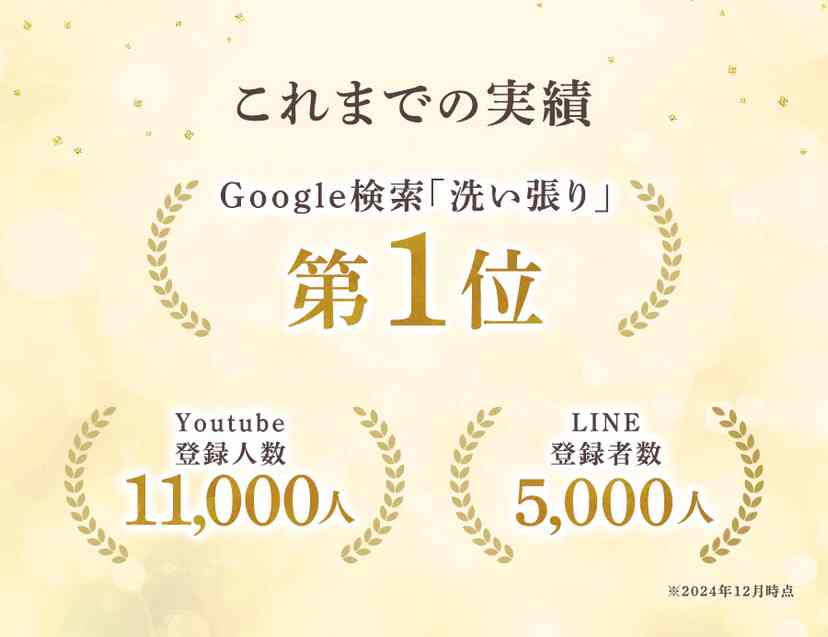 これまでの実績
Google検索「洗い張り」
第1位
Youtube
登録人数
11,000人
LINE
登録者数
5,000人
※2024年12月時点